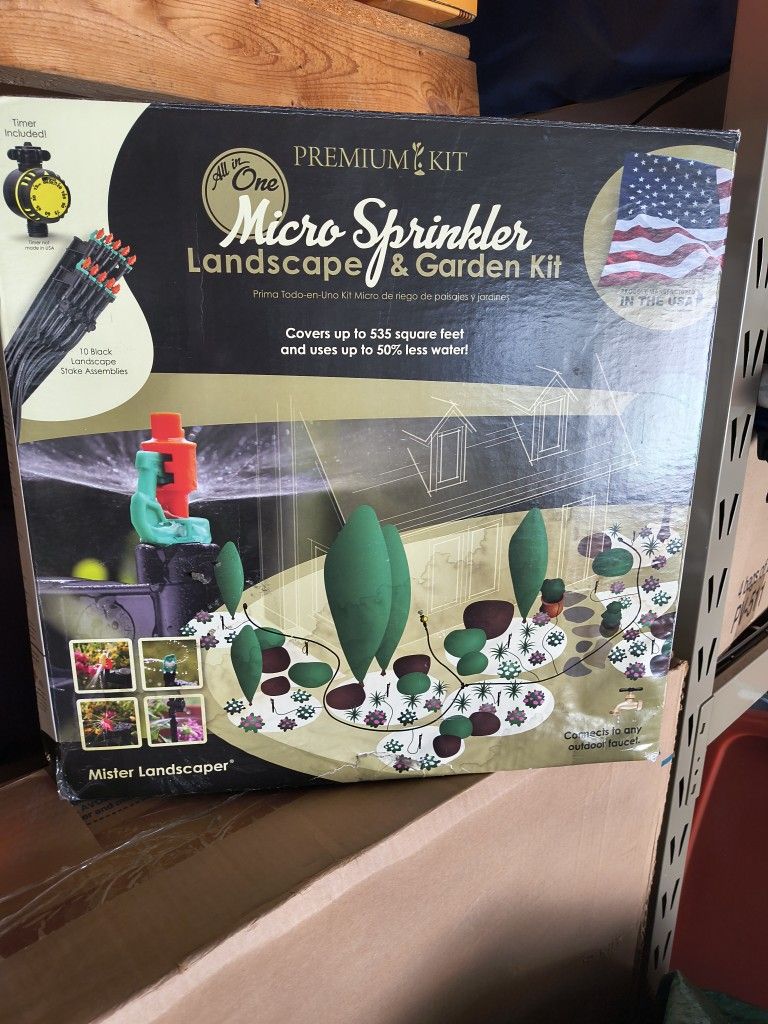 Timer
Included!
Timer not
made in USA
10 Black
Landscape
Stake Assemblies
PREMIUM KIT
All in
One
Micro Sprinkler
Landscape & Garden Kit
Prima Todo-en-Uno Kit Micro de riego de paisajes y jardines
Covers up to 535 square feet
and uses up to 50% less water!
PROUDLY MANUFACTURED
IN THE USA
Connects to any
outdoor faucet.
Mister Landscaper®